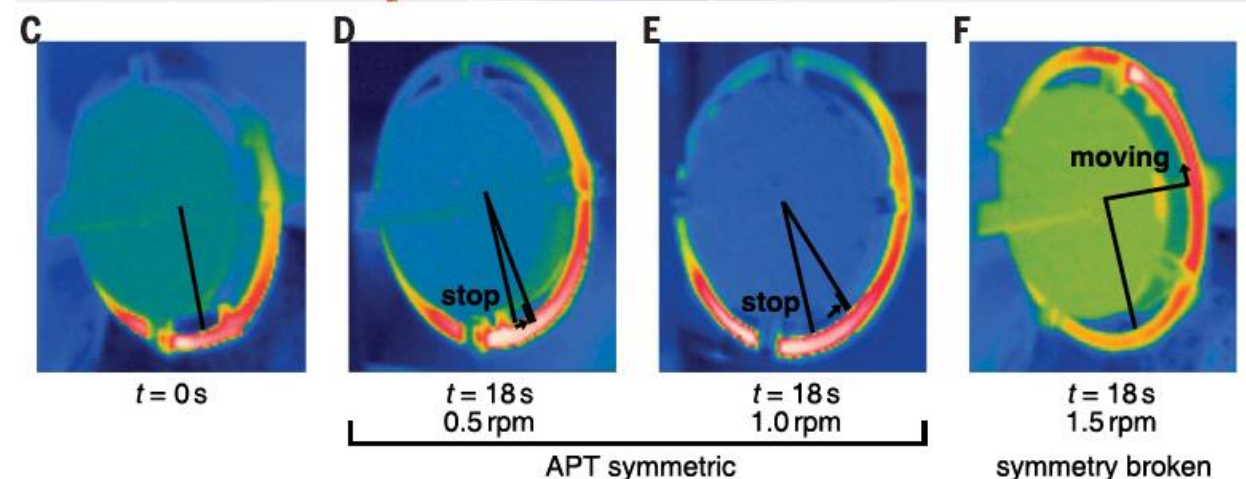 C D E F
moving
stop stop
t = 0 s t = 18 s t = 18 s t = 18 s
0.5 rpm 1.0 rpm 1.5 rpm
APT symmetric symmetry broken